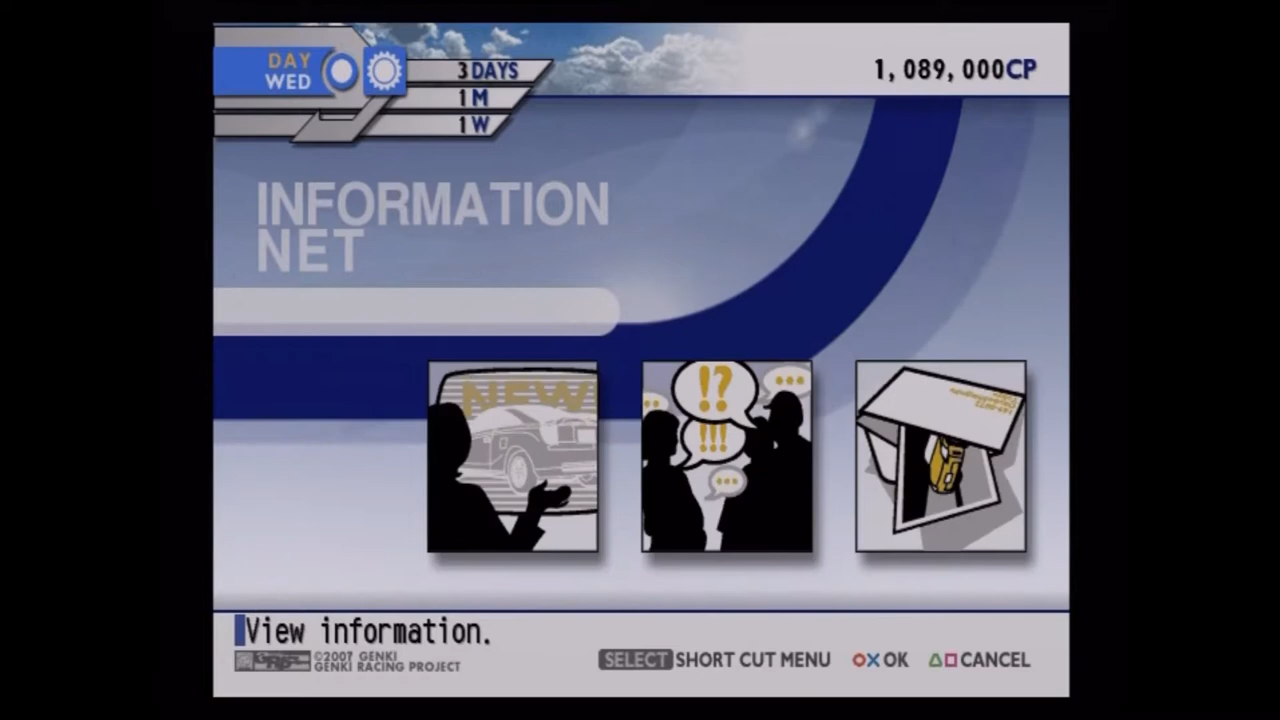 DAY
WED
3 DAYS
1 M
1 W
1,089,000CP
INFORMATION
NET
NEW
!?
!!!
View information.
©2007 GENKI
GENKI RACING PROJECT
SELECT SHORT CUT MENU
OK
CANCEL